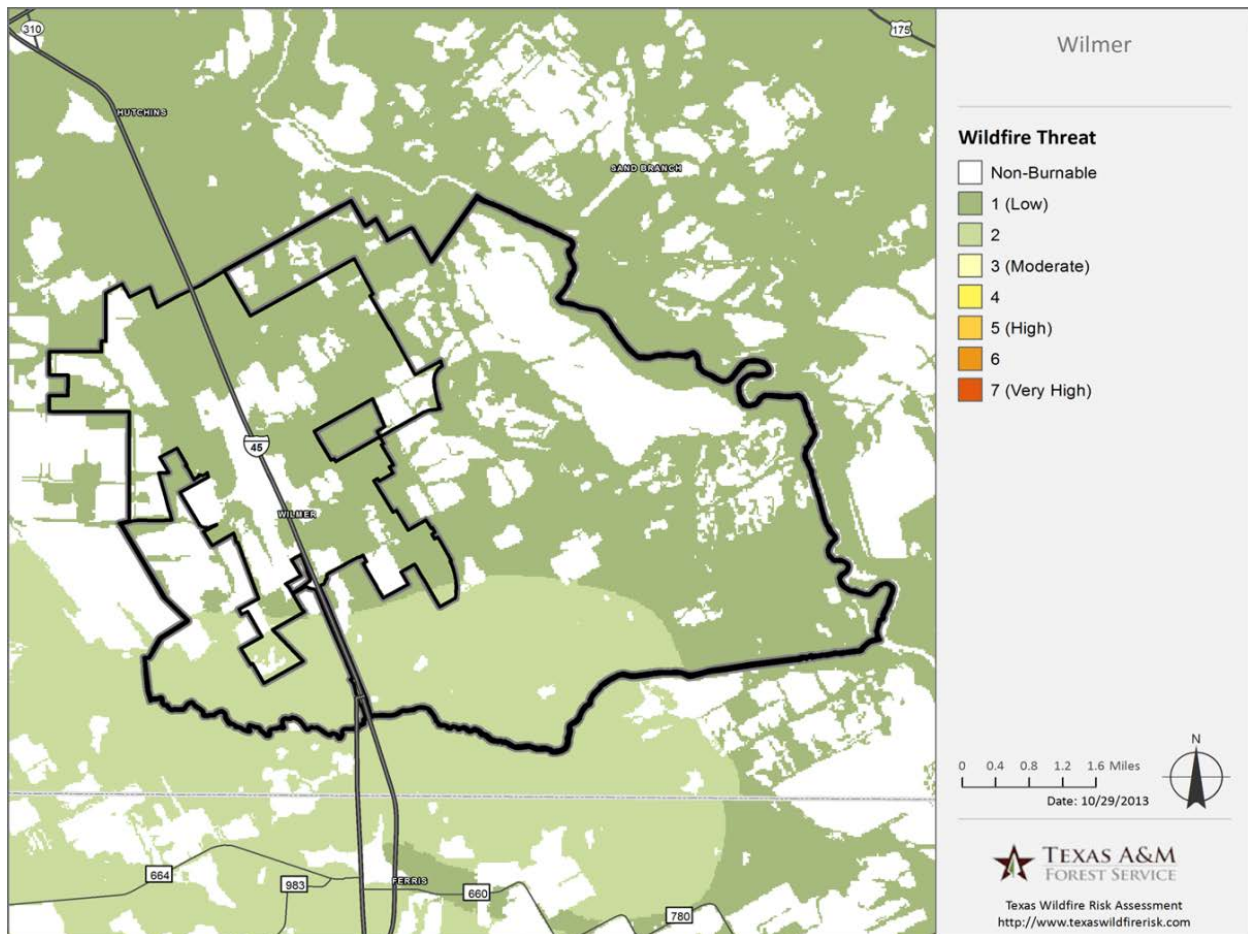 310
175
HUTCHINS
SAND BRANCH
45
WILMER
664
983
FERRIS
660
780
Wilmer
Wildfire Threat
Non-Burnable
1 (Low)
2
3 (Moderate)
4
5 (High)
6
7 (Very High)
N
0 0.4 0.8 1.2 1.6 Miles
Date: 10/29/2013
TEXAS A&M
FOREST SERVICE
Texas Wildfire Risk Assessment
http://www.texaswildfirerisk.com